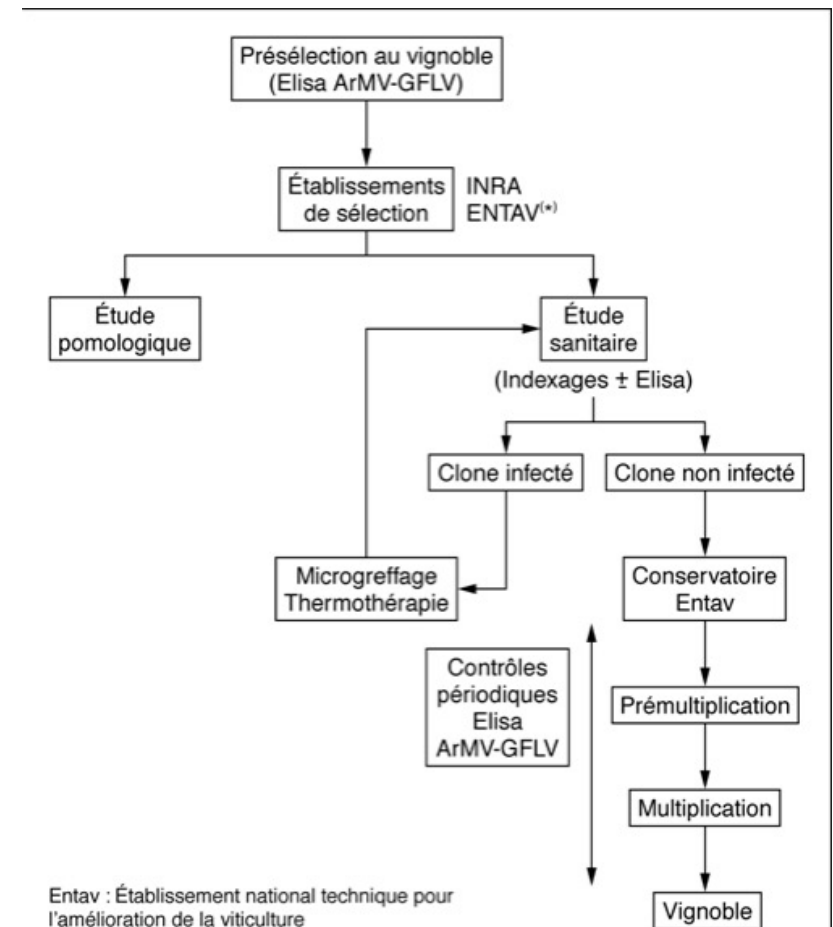 Présélection au vignoble
(Elisa ArMV-GFLV)
Établissements
de sélection
INRA
ENTAV(*)
Étude
pomologique
Étude
sanitaire
(Indexages ± Elisa)
Clone infecté
Clone non infecté
Microgreffage
Thermothérapie
Conservatoire
Entav
Contrôles
périodiques
Elisa
ArMV-GFLV
Prémultiplication
Multiplication
Vignoble
Entav : Établissement national technique pour
l'amélioration de la viticulture